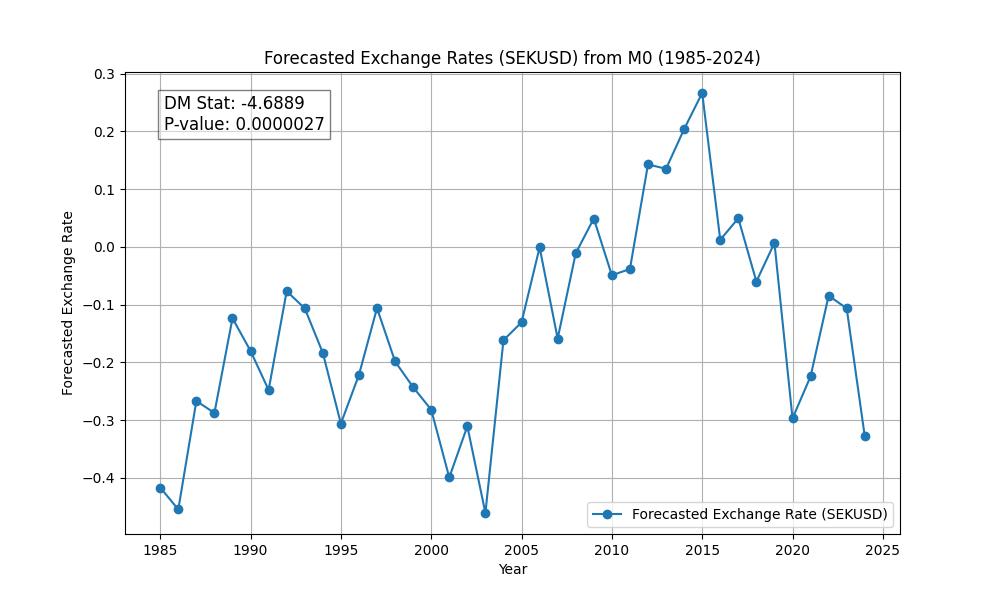 Forecasted Exchange Rates (SEKUSD) from M0 (1985-2024)
DM Stat: -4.6889
P-value: 0.0000027
Forecasted Exchange Rate
0.3
0.2
0.1
0.0
−0.1
−0.2
−0.3
−0.4
Forecasted Exchange Rate (SEKUSD)
1985 1990 1995 2000 2005 2010 2015 2020 2025
Year